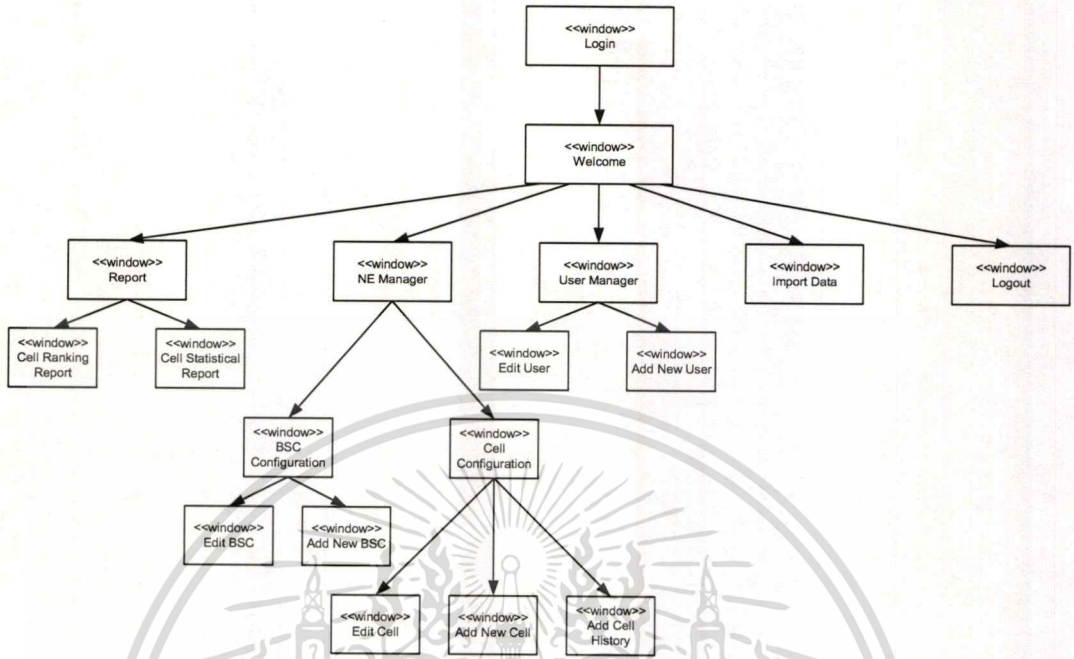 <<window>>
Login
<<window>>
Welcome
<<window>>
Report
<<window>>
NE Manager
<<window>>
User Manager
<<window>>
Import Data
<<window>>
Logout
<<window>>
Cell Ranking
Report
<<window>>
Cell Statistical
Report
<<window>>
Edit User
<<window>>
Add New User
<<window>>
BSC
Configuration
<<window>>
Cell
Configuration
<<window>>
Edit BSC
<<window>>
Add New BSC
<<window>>
Edit Cell
<<window>>
Add New Cell
<<window>>
Add Cell
History